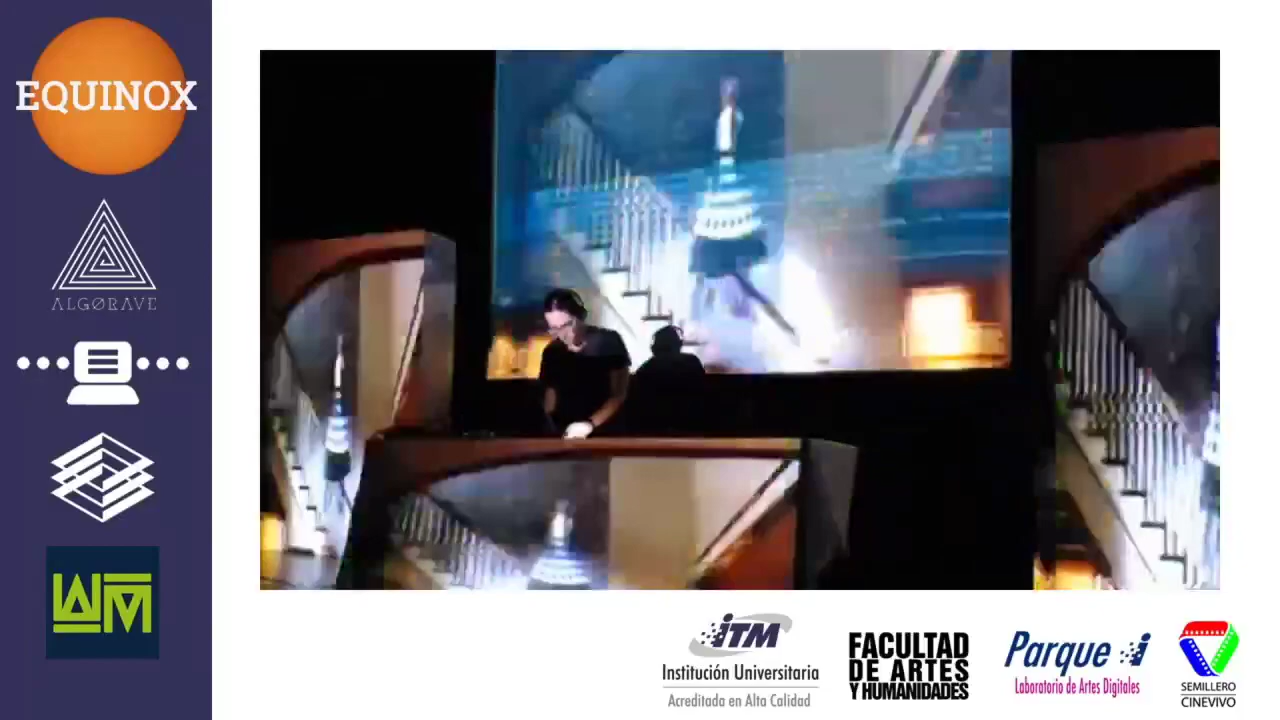 EQUINOX
ALGØRAVE
iTM
Institución Universitaria
Acreditada en Alta Calidad
FACULTAD
DE ARTES
Y HUMANIDADES
Parque i
Laboratorio de Artes Digitales
SEMILLERO
CINEVIVO